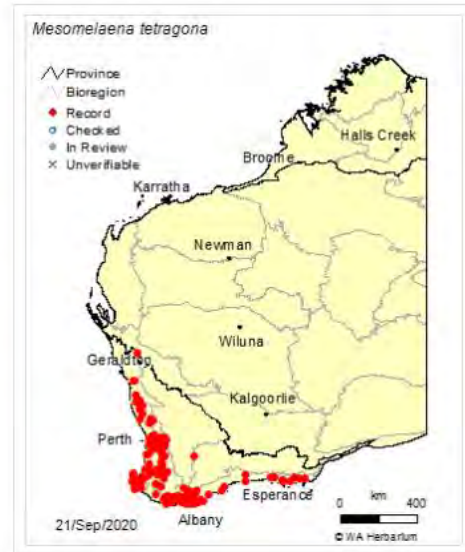 Mesomelaena tetragona
Province
Bioregion
Record
Checked
In Review
Unverifiable
Halls Creek
Broome
Karratha
Newman
Wiluna
Geraldton
Kalgoorlie
Perth
Esperance
Albany
0 km 400
21/Sep/2020
© WA Herbarium